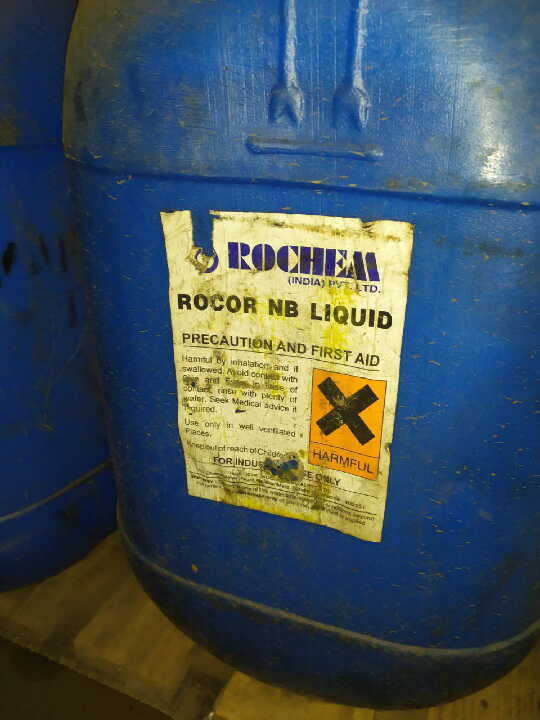 ROCHEM
(INDIA) PVT. LTD.
ROCOR NB LIQUID
PRECAUTION AND FIRST AID
Harmful by inhalation and if
swallowed. Avoid contact with
Skin and Eyes. In case of
contact, rinse with plenty of
water. Seek Medical advice if
required.
Use only in well ventilated
Places.
Keep out of reach of Children
HARMFUL
FOR INDUSTRIAL USE ONLY